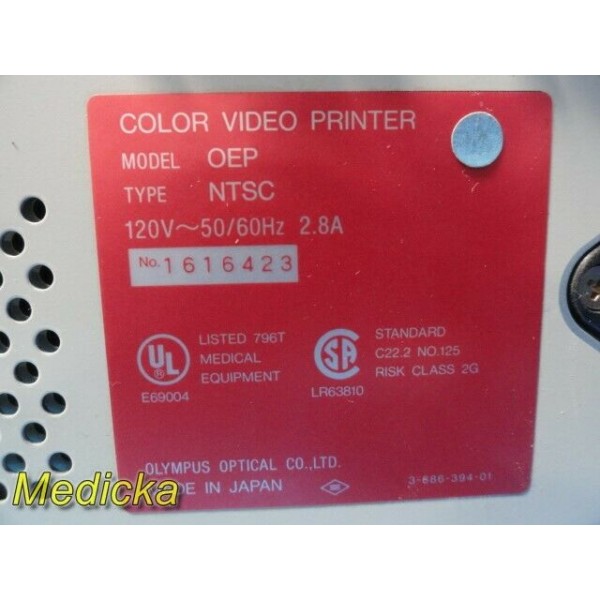 COLOR VIDEO PRINTER
MODEL OEP
TYPE NTSC
120V～50/60Hz 2.8A
No. 1616423
UL
LISTED 796T
MEDICAL
EQUIPMENT
E69004
SA
STANDARD
C22.2 NO.125
RISK CLASS 2G
LR63810
OLYMPUS OPTICAL CO.,LTD.
IN JAPAN
3-686-394-01
Medicka